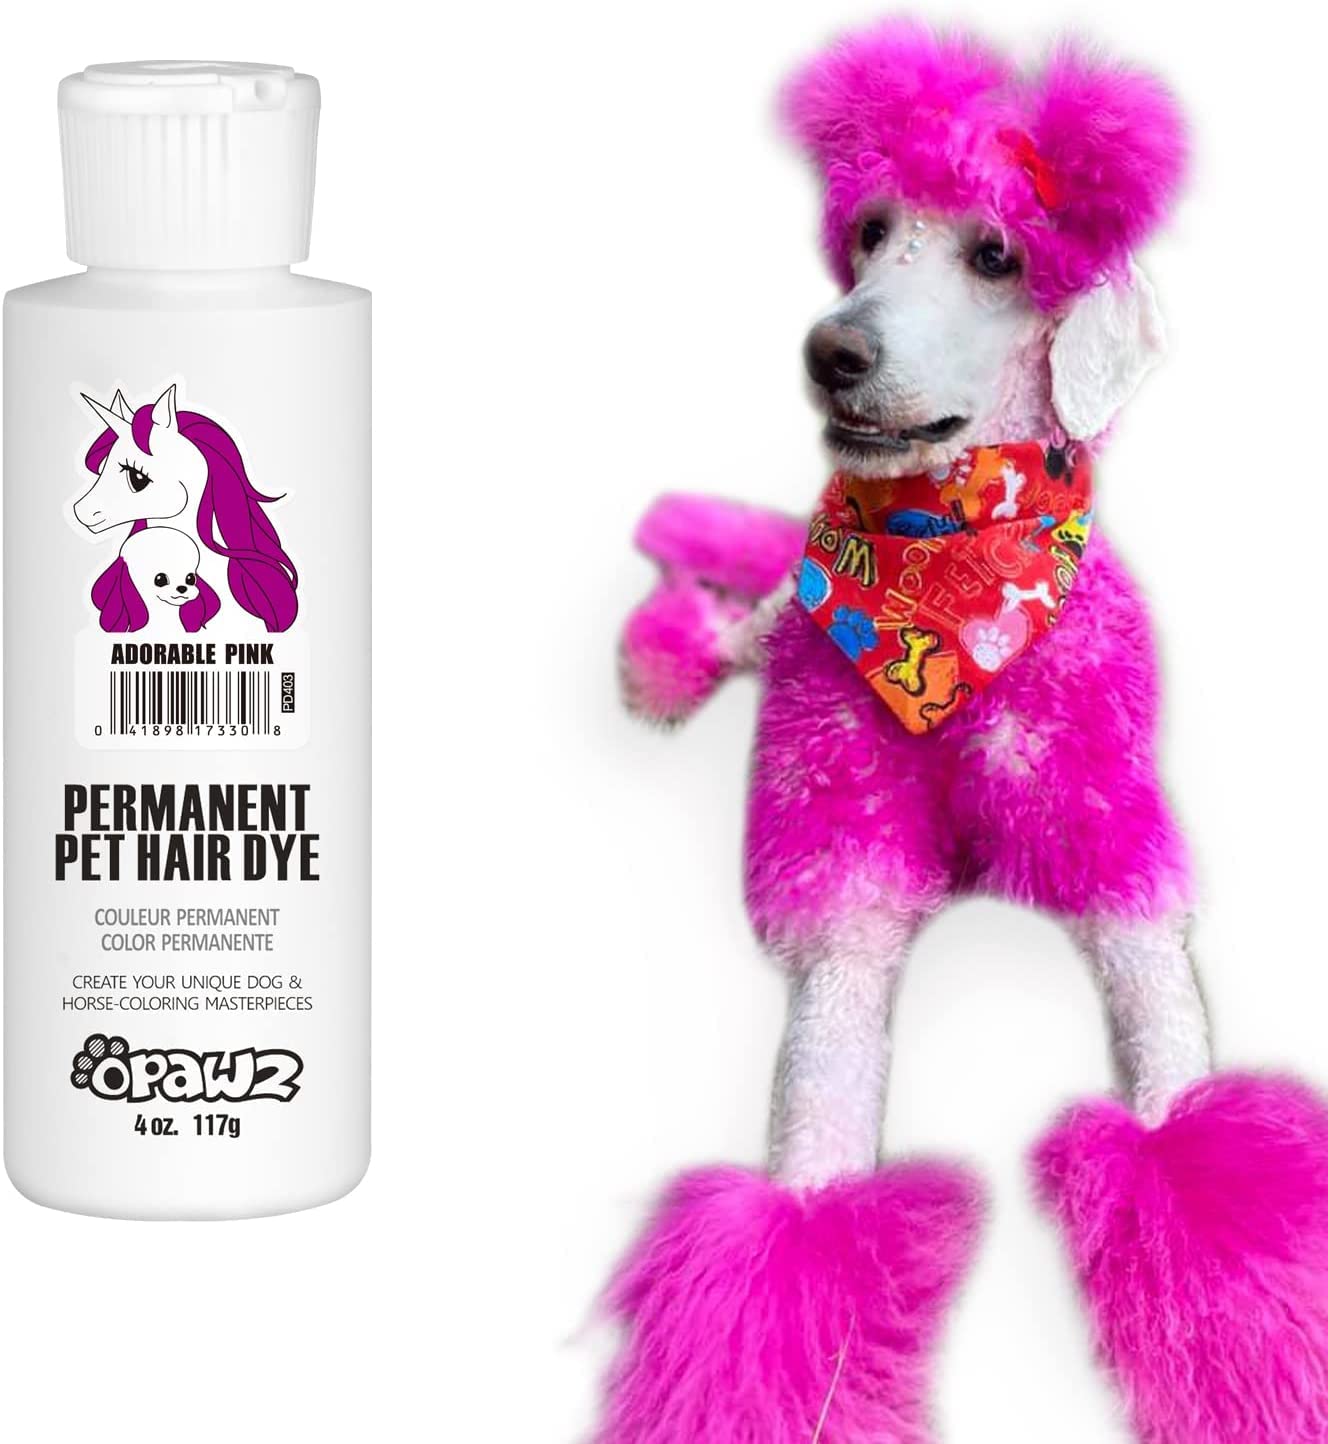 ADORABLE PINK
PD403
0 41898 17330 8
PERMANENT
PET HAIR DYE
COULEUR PERMANENT
COLOR PERMANENTE
CREATE YOUR UNIQUE DOG &
HORSE-COLORING MASTERPIECES
OPAWZ
4 oz. 117g
WOOF
WOOF
FETCH